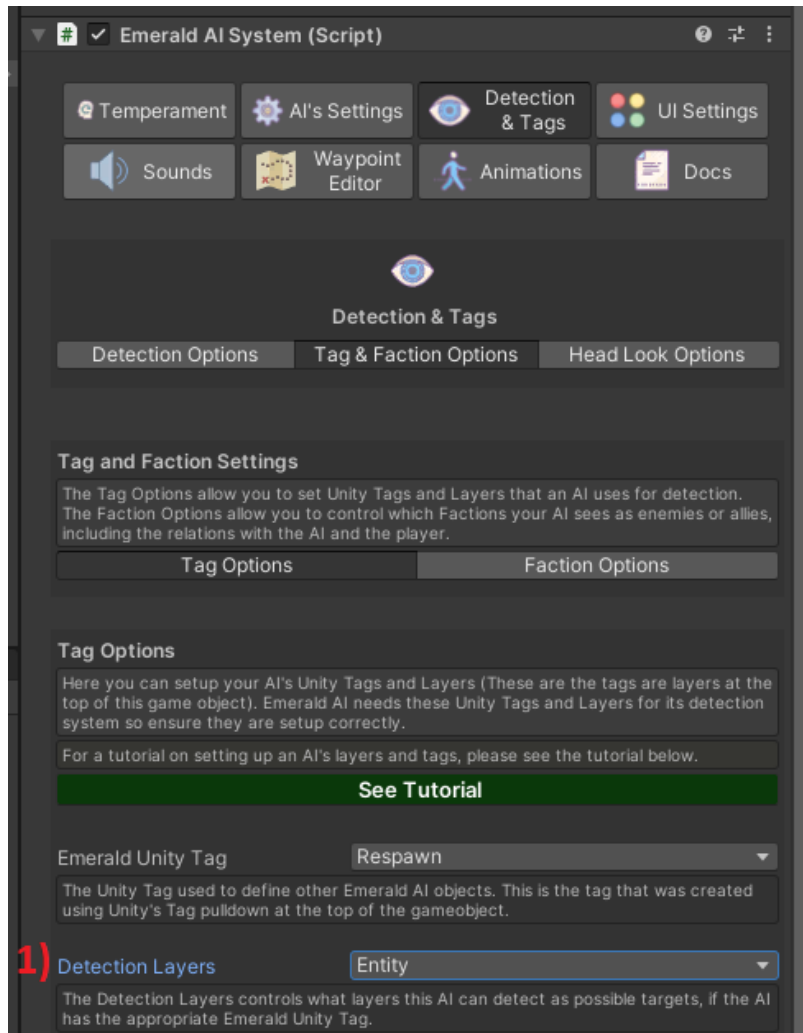 Emerald AI System (Script)
Temperament
AI's Settings
Detection
& Tags
UI Settings
Sounds
Waypoint
Editor
Animations
Docs
Detection & Tags
Detection Options
Tag & Faction Options
Head Look Options
Tag and Faction Settings
The Tag Options allow you to set Unity Tags and Layers that an AI uses for detection.
The Faction Options allow you to control which Factions your AI sees as enemies or allies,
including the relations with the AI and the player.
Tag Options
Faction Options
Tag Options
Here you can setup your AI's Unity Tags and Layers (These are the tags are layers at the
top of this game object). Emerald AI needs these Unity Tags and Layers for its detection
system so ensure they are setup correctly.
For a tutorial on setting up an AI's layers and tags, please see the tutorial below.
See Tutorial
Emerald Unity Tag
Respawn
The Unity Tag used to define other Emerald AI objects. This is the tag that was created
using Unity's Tag pulldown at the top of the gameobject.
1)
Detection Layers
Entity
The Detection Layers controls what layers this AI can detect as possible targets, if the AI
has the appropriate Emerald Unity Tag.